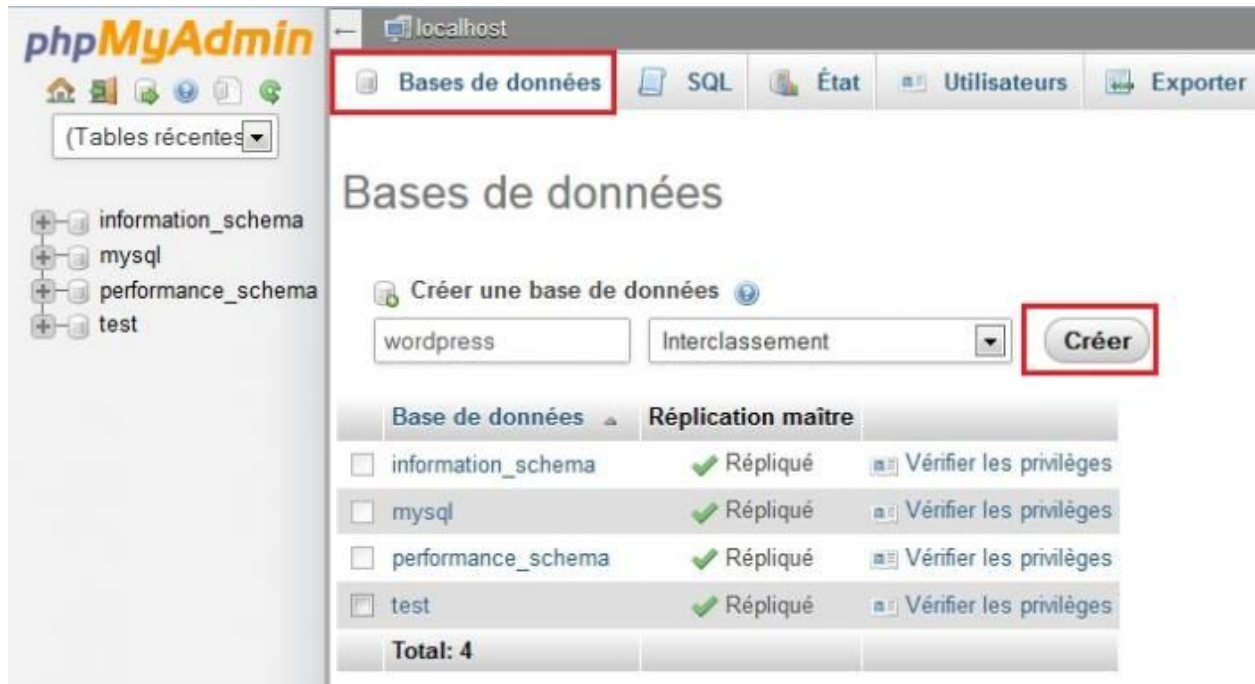 phpMyAdmin
(Tables récentes
information_schema
mysql
performance_schema
test
localhost
Bases de données
SQL
État
Utilisateurs
Exporter
Bases de données
Créer une base de données
wordpress
Interclassement
Créer
Base de données Réplication maître
information_schema Répliqué Vérifier les privilèges
mysql Répliqué Vérifier les privilèges
performance_schema Répliqué Vérifier les privilèges
test Répliqué Vérifier les privilèges
Total: 4